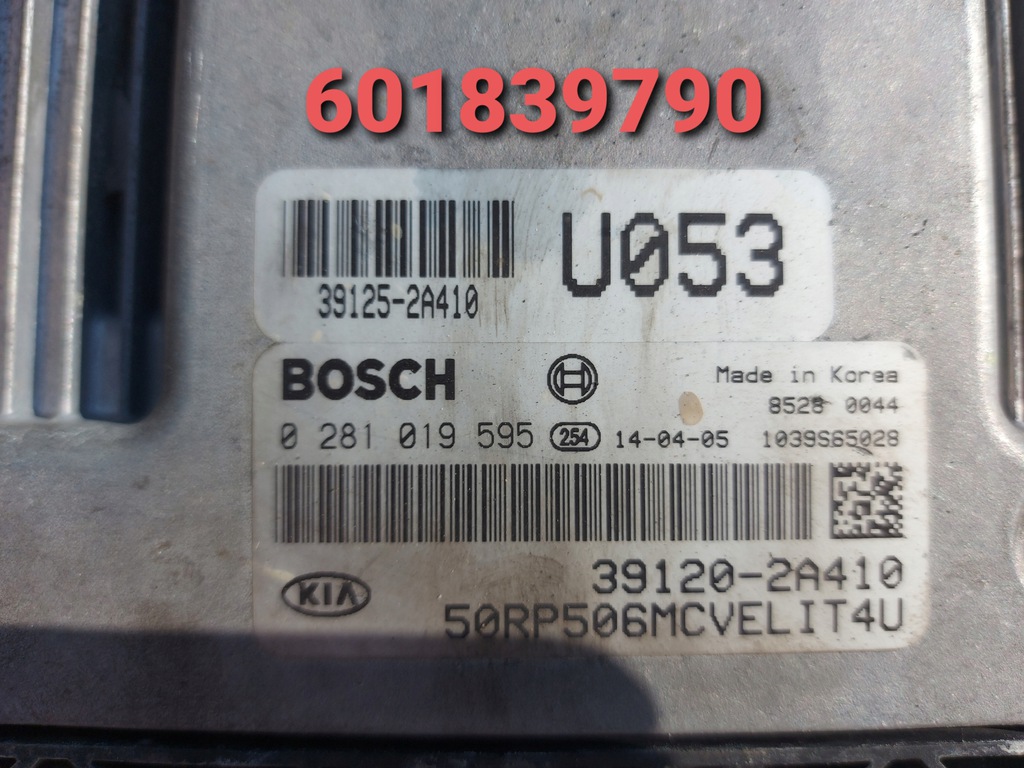 601839790
U053
39125-2A410
BOSCH
Made in Korea
8528 0044
0 281 019 595 254 14-04-05 1039S65028
39120-2A410
KIA
50RP506MCVELIT4U